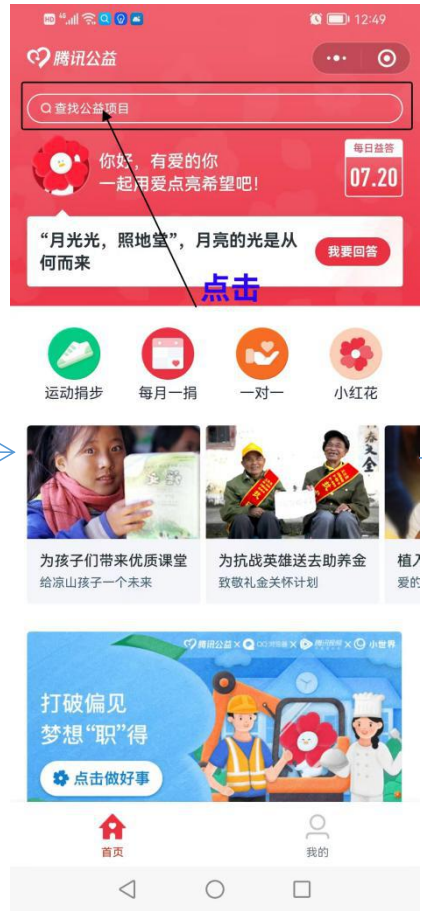 12:49
腾讯公益
查找公益项目
你好，有爱的你
一起用爱点亮希望吧！
每日益答
07.20
“月光光，照地堂”，月亮的光是从
何而来
我要回答
点击
运动捐步
每月一捐
一对一
小红花
为孩子们带来优质课堂
给凉山孩子一个未来
为抗战英雄送去助养金
致敬礼金关怀计划
植入
爱的
腾讯公益×
小世界
打破偏见
梦想“职”得
点击做好事
首页
我的